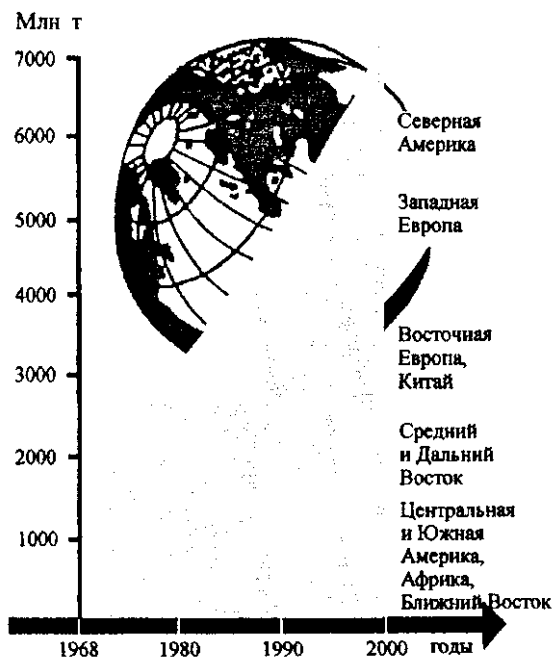 Млн т
7000
6000
5000
4000
3000
2000
1000
Северная
Америка
Западная
Европа
Восточная
Европа,
Китай
Средний
и Дальний
Восток
Центральная
и Южная
Америка,
Африка,
Ближний Восток
1968 1980 1990 2000 годы